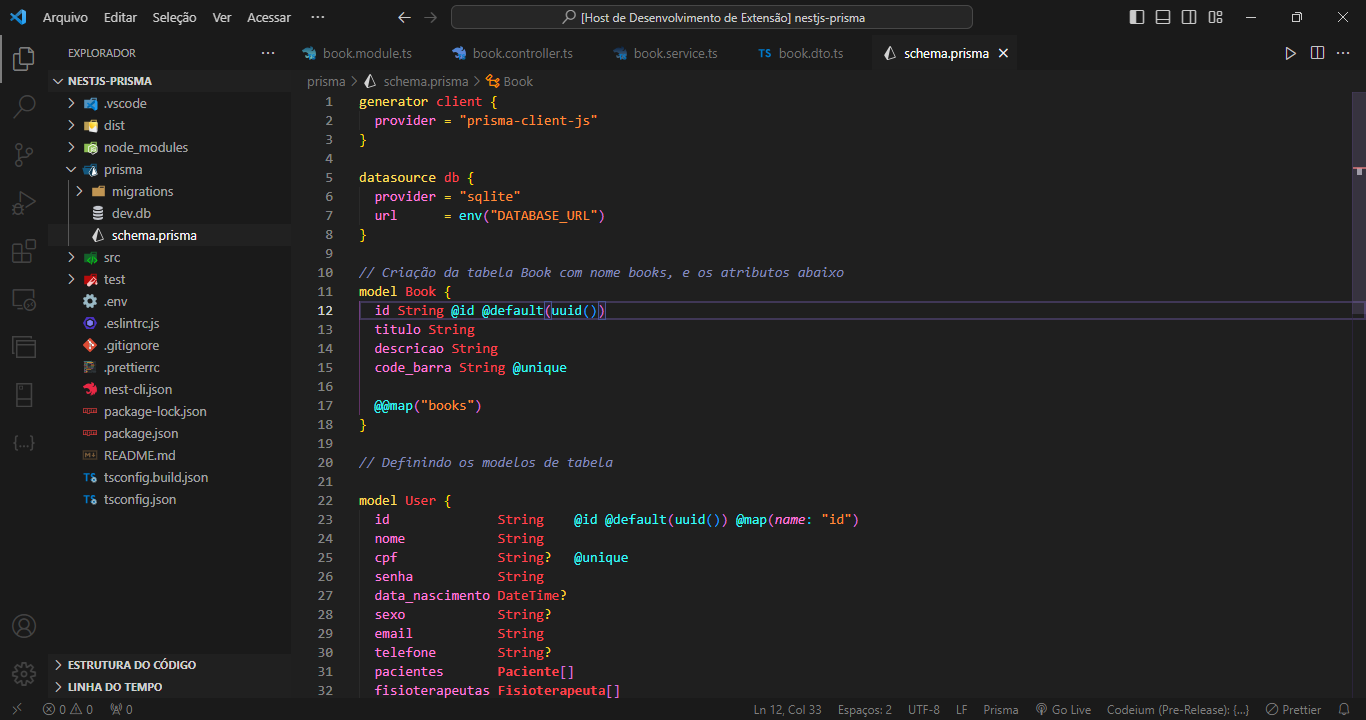 Arquivo Editar Seleção Ver Acessar ··· [Host de Desenvolvimento de Extensão] nestjs-prisma
EXPLORADOR ···
book.module.ts book.controller.ts book.service.ts TS book.dto.ts schema.prisma
NESTJS-PRISMA
.vscode
dist
node_modules
prisma
migrations
dev.db
schema.prisma
src
test
.env
.eslintrc.js
.gitignore
.prettierrc
nest-cli.json
package-lock.json
package.json
README.md
tsconfig.build.json
tsconfig.json
ESTRUTURA DO CÓDIGO
LINHA DO TEMPO
prisma > schema.prisma > Book
1 generator client {
2 provider = "prisma-client-js"
3 }
4
5 datasource db {
6 provider = "sqlite"
7 url      = env("DATABASE_URL")
8 }
9
10 // Criação da tabela Book com nome books, e os atributos abaixo
11 model Book {
12 id String @id @default(uuid())
13 titulo String
14 descricao String
15 code_barra String @unique
16
17 @@map("books")
18 }
19
20 // Definindo os modelos de tabela
21
22 model User {
23 id              String    @id @default(uuid()) @map(name: "id")
24 nome            String
25 cpf             String?   @unique
26 senha           String
27 data_nascimento DateTime?
28 sexo            String?
29 email           String
30 telefone        String?
31 pacientes       Paciente[]
32 fisioterapeutas Fisioterapeuta[]
0 0 0 Ln 12, Col 33 Espaços: 2 UTF-8 LF Prisma Go Live Codeium (Pre-Release): {...} Prettier